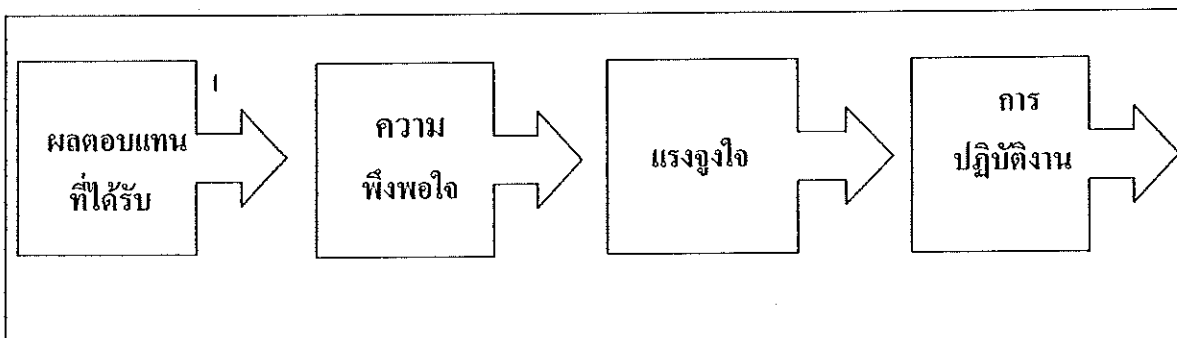 ผลตอบแทน
ที่ได้รับ
ความ
พึงพอใจ
แรงจูงใจ
การ
ปฏิบัติงาน